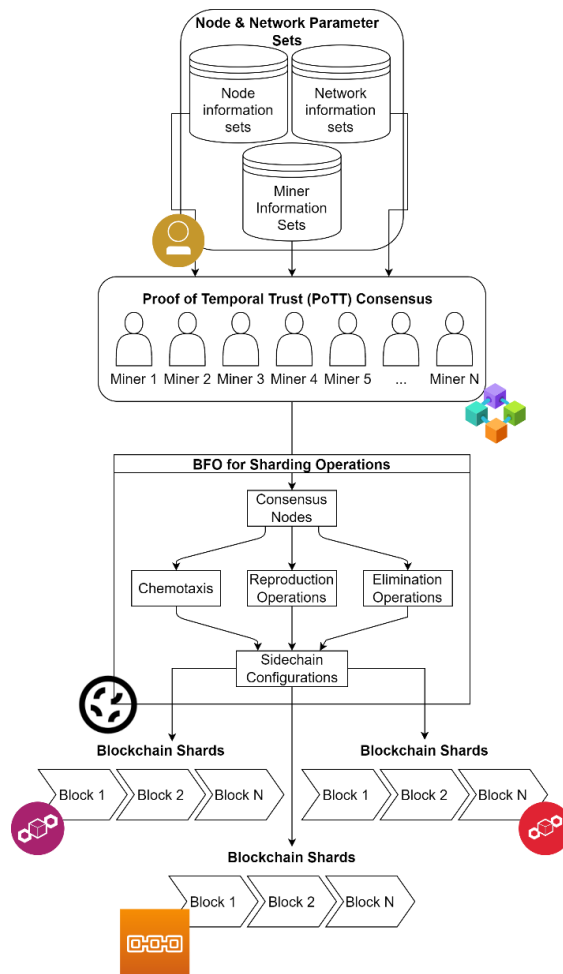 Node & Network Parameter
Sets
Node
information
sets
Network
information
sets
Miner
Information
Sets
Proof of Temporal Trust (PoTT) Consensus
Miner 1
Miner 2
Miner 3
Miner 4
Miner 5
...
Miner N
BFO for Sharding Operations
Consensus
Nodes
Chemotaxis
Reproduction
Operations
Elimination
Operations
Sidechain
Configurations
Blockchain Shards
Block 1
Block 2
Block N
Blockchain Shards
Block 1
Block 2
Block N
Blockchain Shards
Block 1
Block 2
Block N